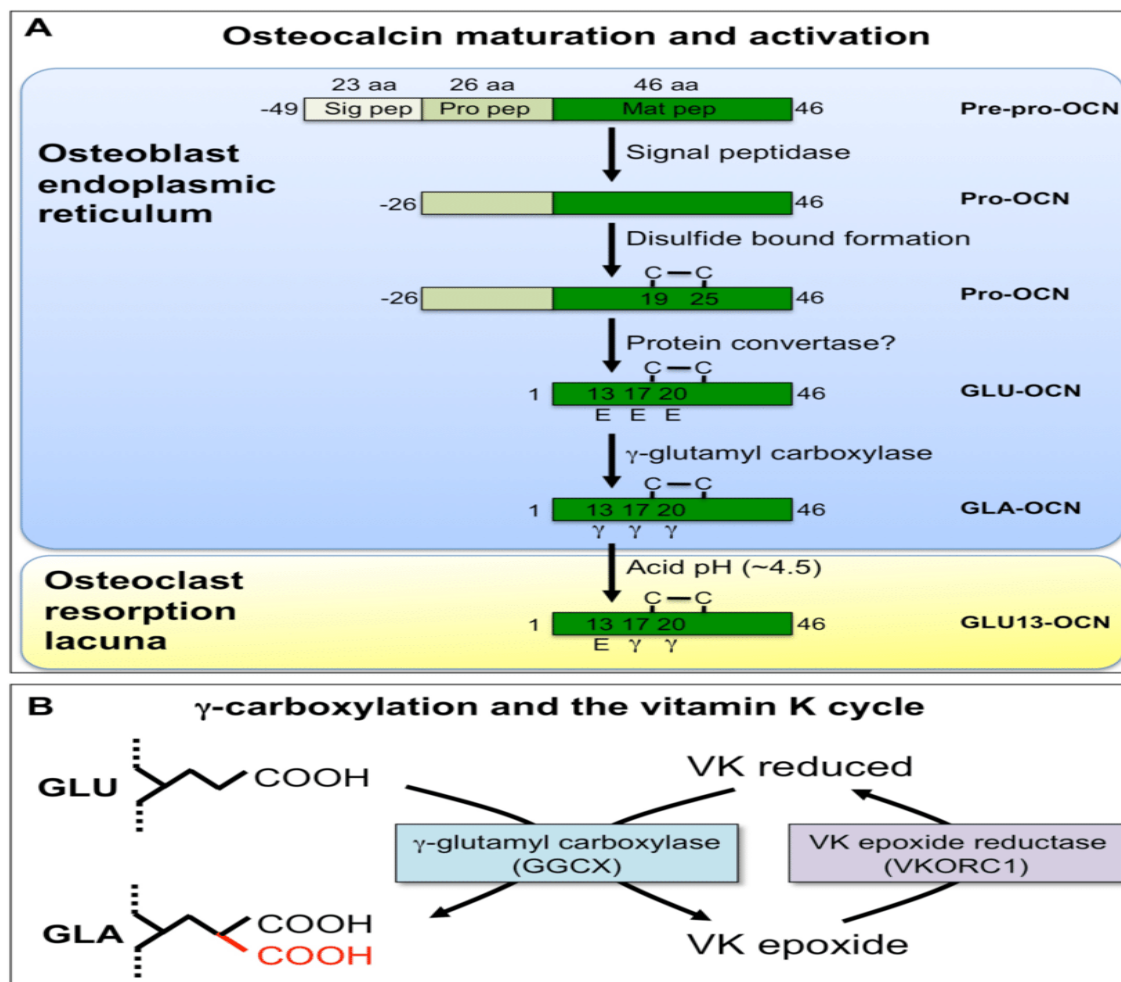 A
Osteocalcin maturation and activation
23 aa 26 aa 46 aa
-49 Sig pep Pro pep Mat pep 46 Pre-pro-OCN
Signal peptidase
Osteoblast
endoplasmic
reticulum
-26 46 Pro-OCN
Disulfide bound formation
C – C
-26 19 25 46 Pro-OCN
Protein convertase?
C – C
1 13 17 20 46 GLU-OCN
E E E
γ-glutamyl carboxylase
C – C
1 13 17 20 46 GLA-OCN
γ γ γ
Acid pH (~4.5)
Osteoclast
resorption
lacuna
C – C
1 13 17 20 46 GLU13-OCN
E γ γ
B
γ-carboxylation and the vitamin K cycle
GLU COOH
VK reduced
γ-glutamyl carboxylase
(GGCX)
VK epoxide reductase
(VKORC1)
GLA COOH
COOH
VK epoxide